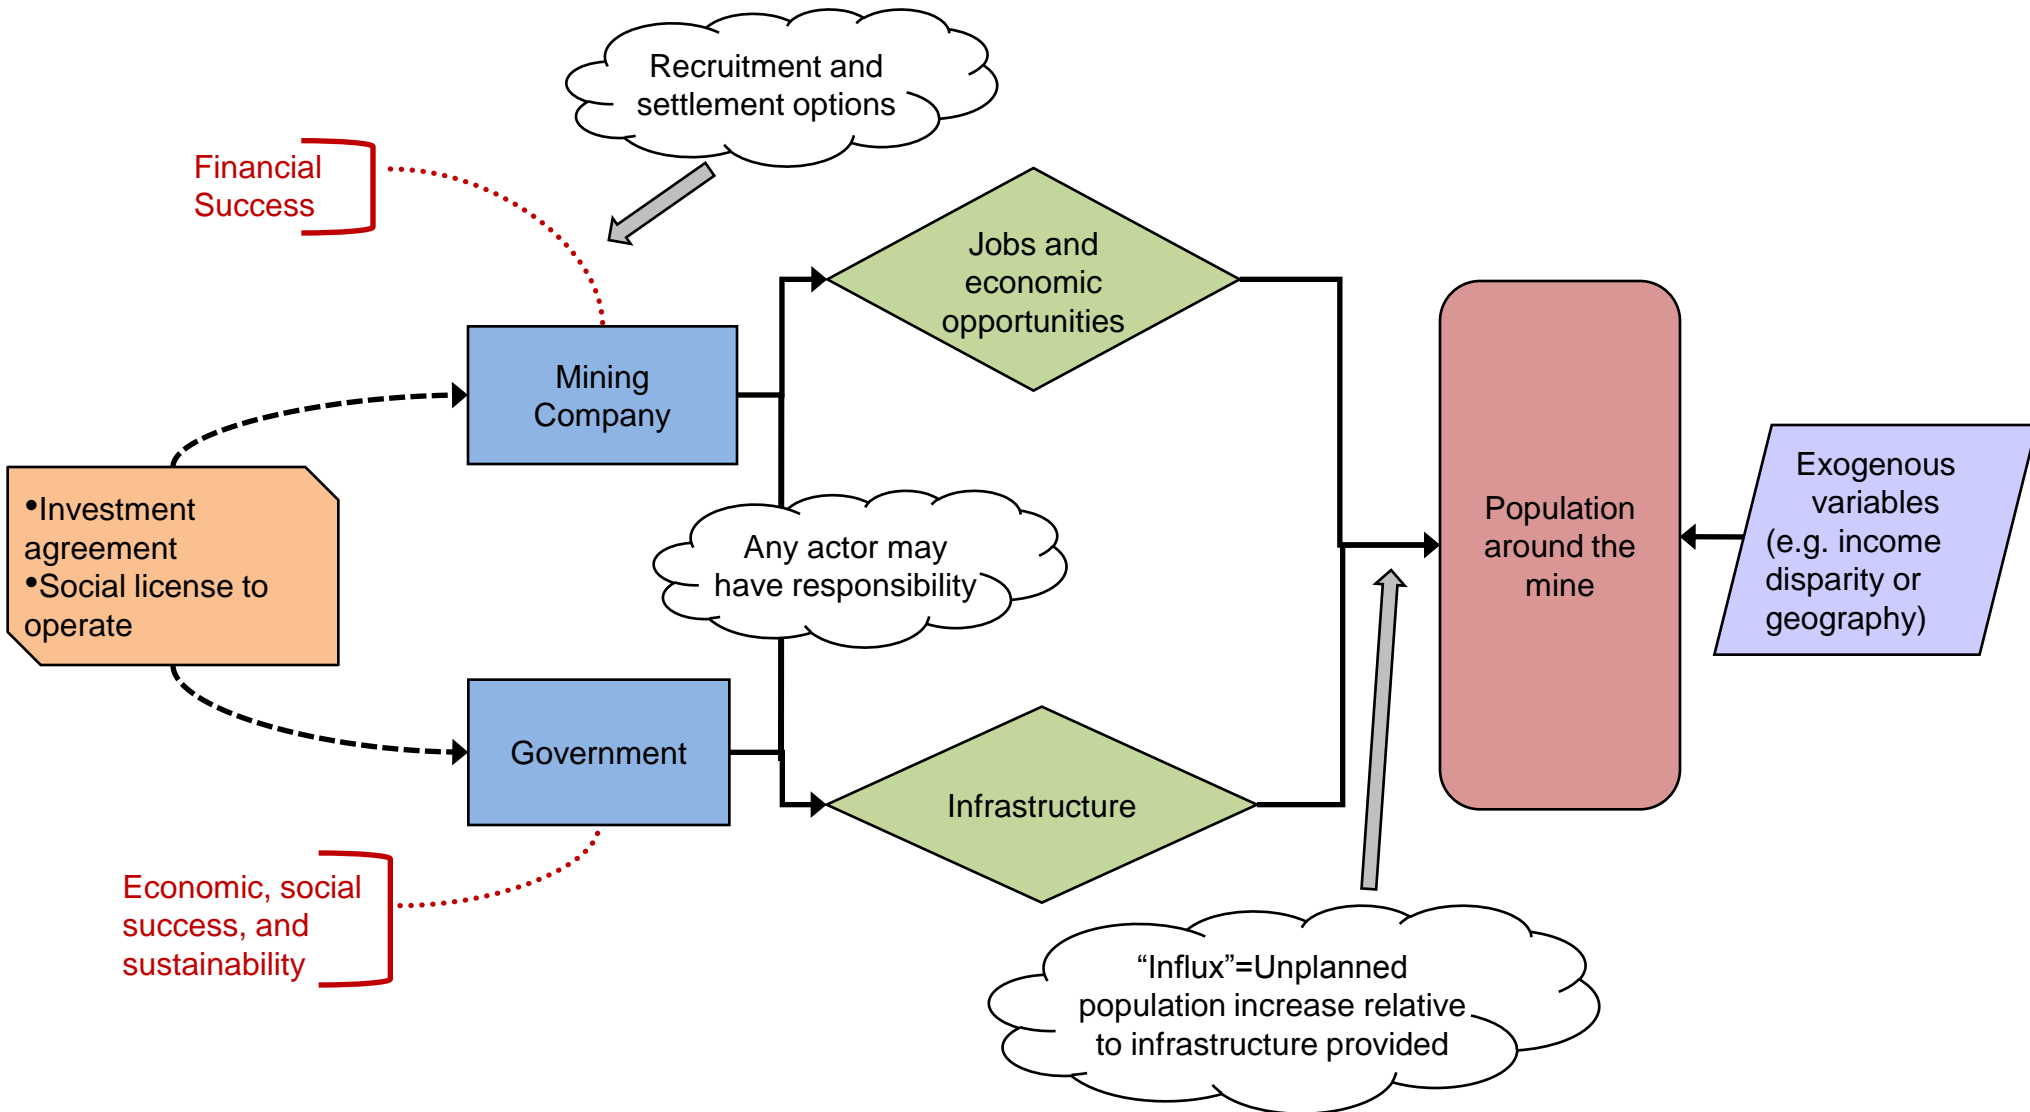 Recruitment and
settlement options
Financial
Success
Jobs and
economic
opportunities
Mining
Company
•Investment
agreement
•Social license to
operate
Any actor may
have responsibility
Population
around the
mine
Exogenous
variables
(e.g. income
disparity or
geography)
Government
Infrastructure
Economic, social
success, and
sustainability
“Influx”=Unplanned
population increase relative
to infrastructure provided